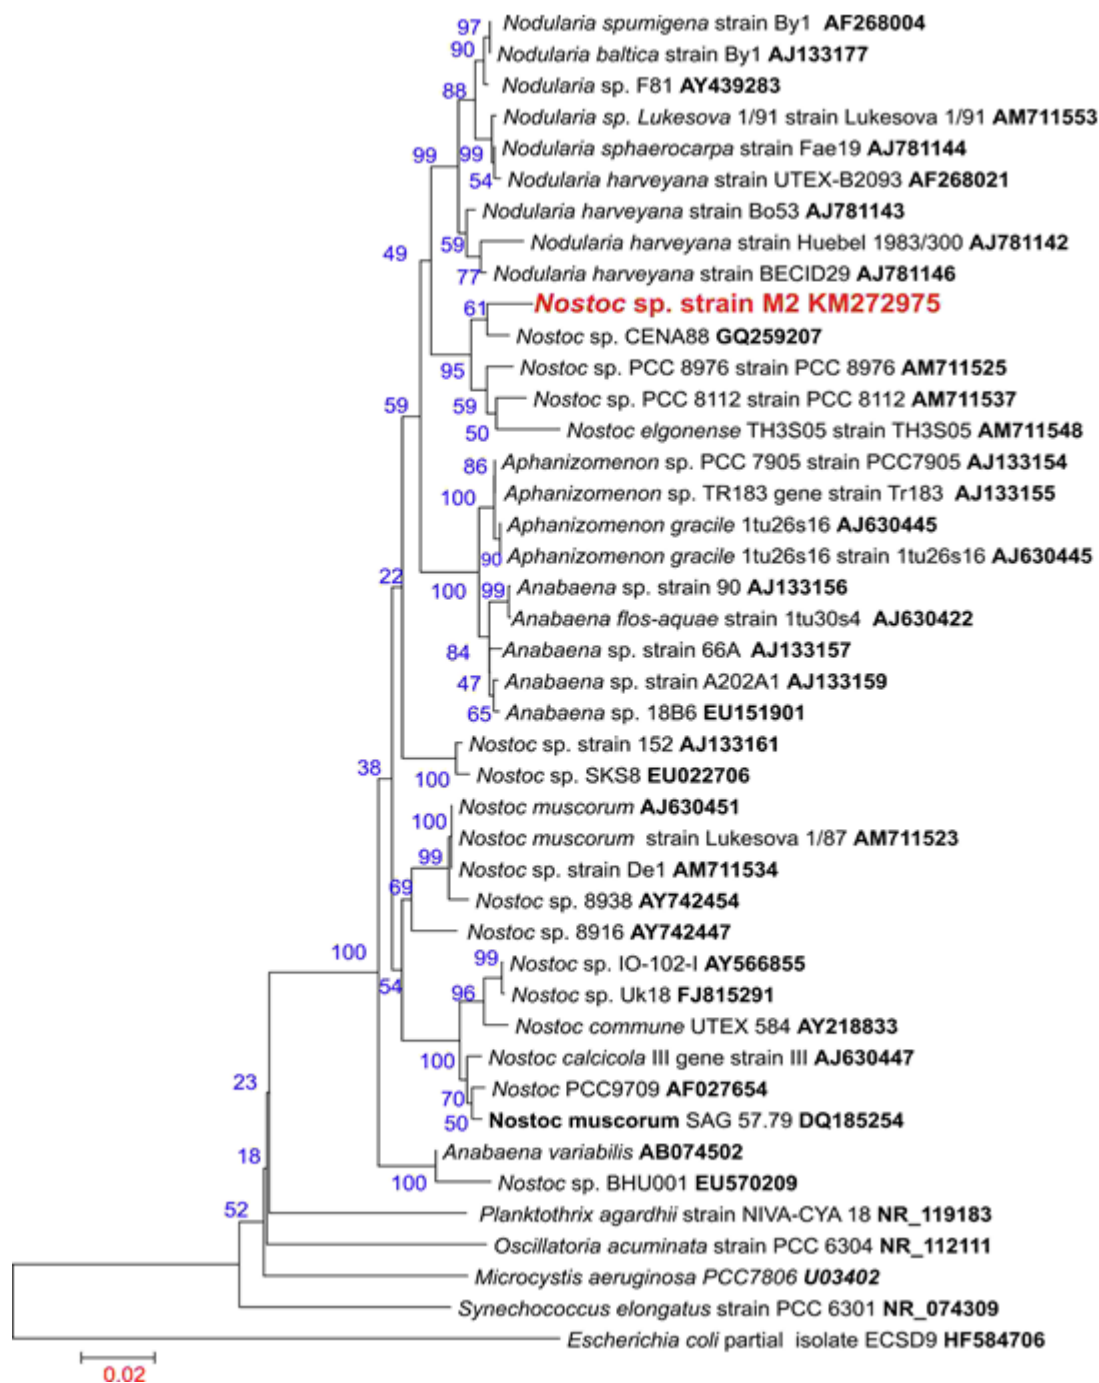 97
Nodularia spumigena strain By1 AF268004
90
Nodularia baltica strain By1 AJ133177
Nodularia sp. F81 AY439283
88
Nodularia sp. Lukesova 1/91 strain Lukesova 1/91 AM711553
99
99
Nodularia sphaerocarpa strain Fae19 AJ781144
54
Nodularia harveyana strain UTEX-B2093 AF268021
Nodularia harveyana strain Bo53 AJ781143
49
59
Nodularia harveyana strain Huebel 1983/300 AJ781142
77
Nodularia harveyana strain BECID29 AJ781146
61
Nostoc sp. strain M2 KM272975
Nostoc sp. CENA88 GQ259207
95
Nostoc sp. PCC 8976 strain PCC 8976 AM711525
59
59
Nostoc sp. PCC 8112 strain PCC 8112 AM711537
50
Nostoc elgonense TH3S05 strain TH3S05 AM711548
86
Aphanizomenon sp. PCC 7905 strain PCC7905 AJ133154
100
Aphanizomenon sp. TR183 gene strain Tr183 AJ133155
Aphanizomenon gracile 1tu26s16 AJ630445
90
Aphanizomenon gracile 1tu26s16 strain 1tu26s16 AJ630445
22
100
99
Anabaena sp. strain 90 AJ133156
Anabaena flos-aquae strain 1tu30s4 AJ630422
84
Anabaena sp. strain 66A AJ133157
47
Anabaena sp. strain A202A1 AJ133159
65
Anabaena sp. 18B6 EU151901
Nostoc sp. strain 152 AJ133161
38
100
Nostoc sp. SKS8 EU022706
Nostoc muscorum AJ630451
100
Nostoc muscorum strain Lukesova 1/87 AM711523
99
Nostoc sp. strain De1 AM711534
69
Nostoc sp. 8938 AY742454
Nostoc sp. 8916 AY742447
100
99
Nostoc sp. IO-102-I AY566855
54
96
Nostoc sp. Uk18 FJ815291
Nostoc commune UTEX 584 AY218833
100
Nostoc calcicola III gene strain III AJ630447
23
70
Nostoc PCC9709 AF027654
50
Nostoc muscorum SAG 57.79 DQ185254
18
Anabaena variabilis AB074502
100
Nostoc sp. BHU001 EU570209
52
Planktothrix agardhii strain NIVA-CYA 18 NR_119183
Oscillatoria acuminata strain PCC 6304 NR_112111
Microcystis aeruginosa PCC7806 U03402
Synechococcus elongatus strain PCC 6301 NR_074309
Escherichia coli partial isolate ECSD9 HF584706
0.02